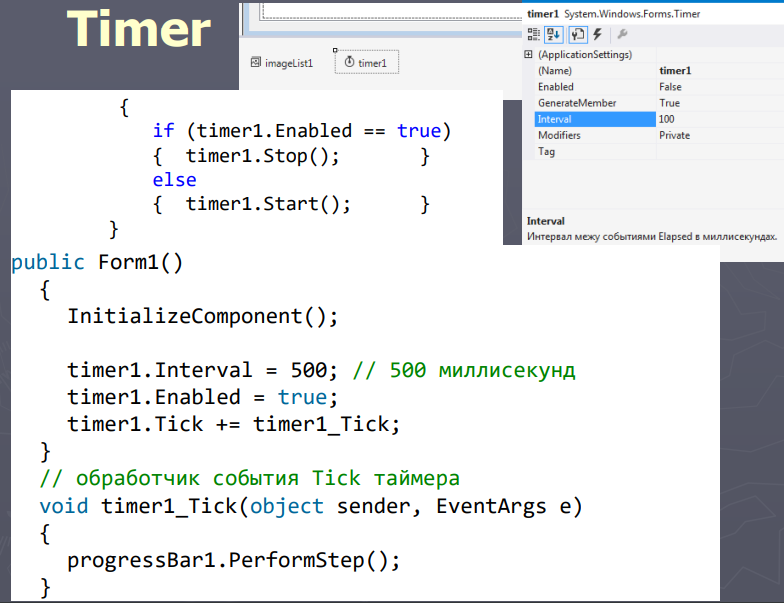 Timer
imageList1
timer1
timer1 System.Windows.Forms.Timer
(ApplicationSettings)
(Name) timer1
Enabled False
GenerateMember True
Interval 100
Modifiers Private
Tag
Interval
Интервал межу событиями Elapsed в миллисекундах.
{
if (timer1.Enabled == true)
{ timer1.Stop(); }
else
{ timer1.Start(); }
}
public Form1()
{
InitializeComponent();
timer1.Interval = 500; // 500 миллисекунд
timer1.Enabled = true;
timer1.Tick += timer1_Tick;
}
// обработчик события Tick таймера
void timer1_Tick(object sender, EventArgs e)
{
progressBar1.PerformStep();
}